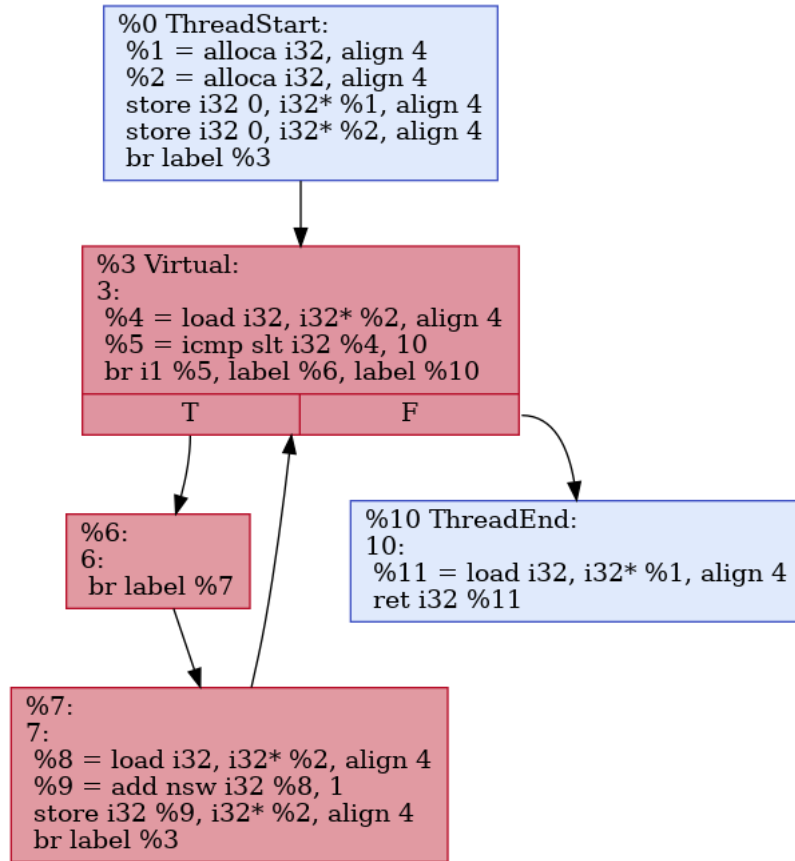 %0 ThreadStart:
%1 = alloca i32, align 4
%2 = alloca i32, align 4
store i32 0, i32* %1, align 4
store i32 0, i32* %2, align 4
br label %3
%3 Virtual:
3:
%4 = load i32, i32* %2, align 4
%5 = icmp slt i32 %4, 10
br i1 %5, label %6, label %10
T
F
%6:
6:
br label %7
%10 ThreadEnd:
10:
%11 = load i32, i32* %1, align 4
ret i32 %11
%7:
7:
%8 = load i32, i32* %2, align 4
%9 = add nsw i32 %8, 1
store i32 %9, i32* %2, align 4
br label %3